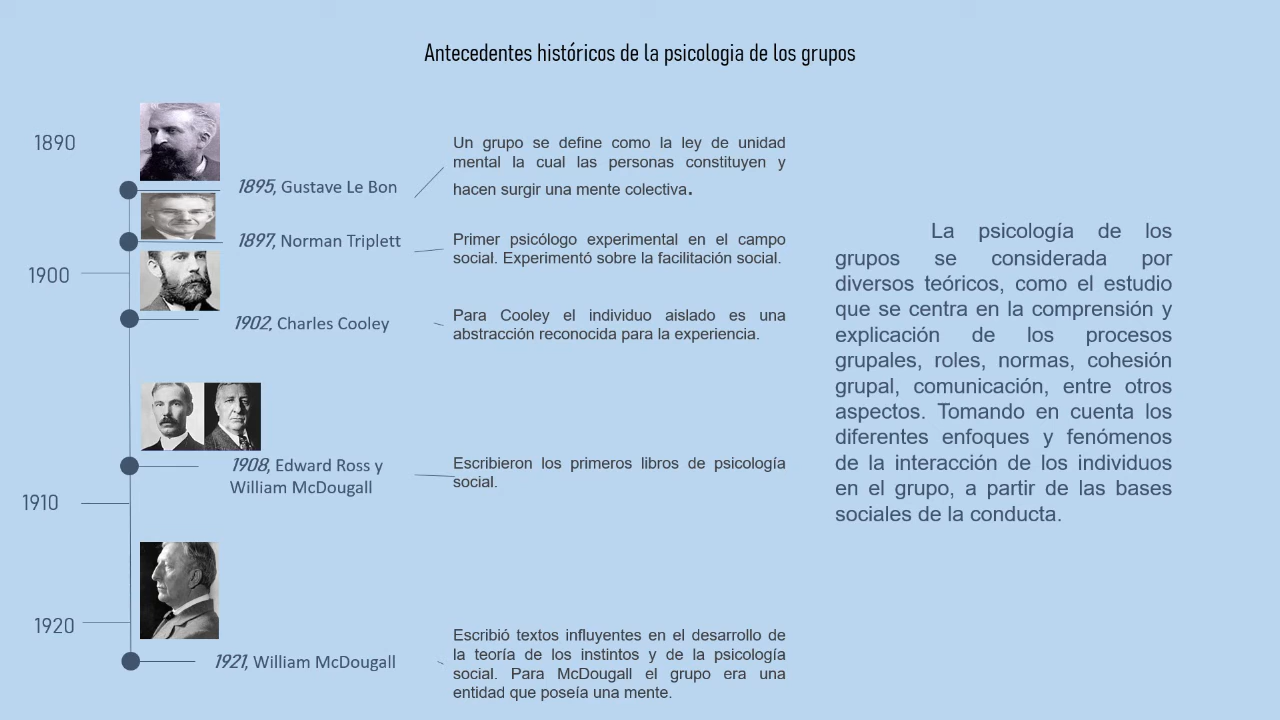 Antecedentes históricos de la psicologia de los grupos
1890
1895, Gustave Le Bon
Un grupo se define como la ley de unidad
mental la cual las personas constituyen y
hacen surgir una mente colectiva.
1897, Norman Triplett
Primer psicólogo experimental en el campo
social. Experimentó sobre la facilitación social.
1900
1902, Charles Cooley
Para Cooley el individuo aislado es una
abstracción reconocida para la experiencia.
1908, Edward Ross y
William McDougall
Escribieron los primeros libros de psicología
social.
1910
1920
1921, William McDougall
Escribió textos influyentes en el desarrollo de
la teoría de los instintos y de la psicología
social. Para McDougall el grupo era una
entidad que poseía una mente.
La psicología de los
grupos se considerada por
diversos teóricos, como el estudio
que se centra en la comprensión y
explicación de los procesos
grupales, roles, normas, cohesión
grupal, comunicación, entre otros
aspectos. Tomando en cuenta los
diferentes enfoques y fenómenos
de la interacción de los individuos
en el grupo, a partir de las bases
sociales de la conducta.